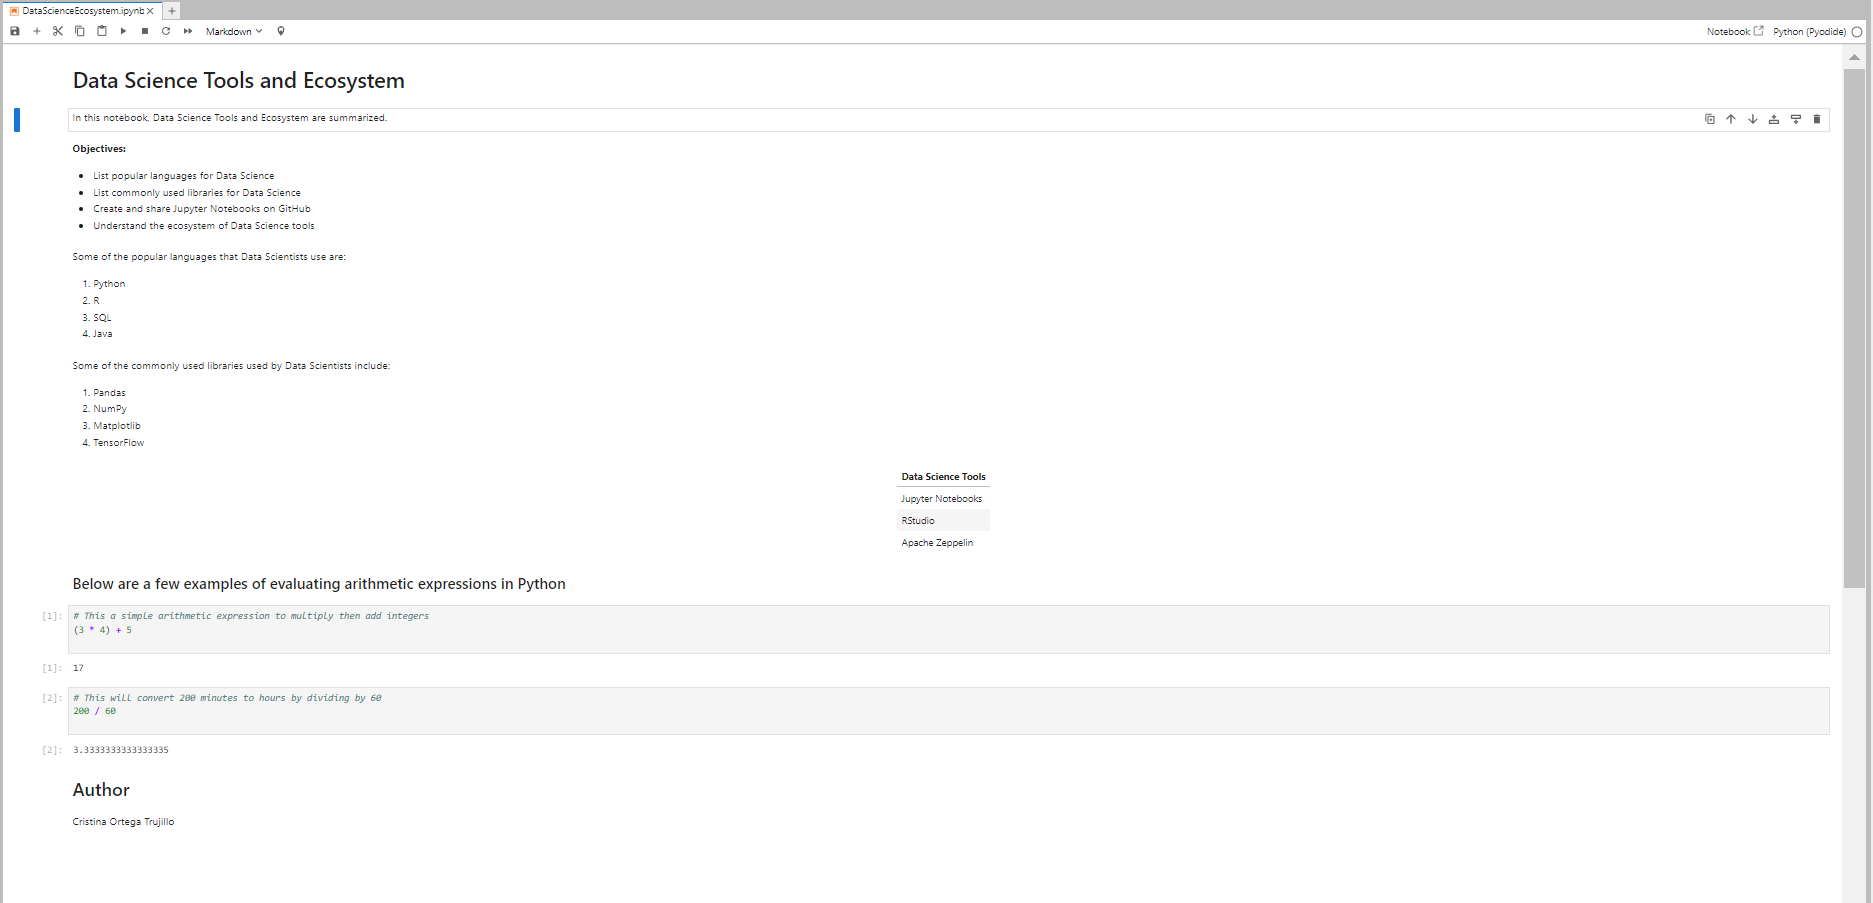 DataScienceEcosystem.ipynb
Markdown
Notebook
Python (Pyodide)
Data Science Tools and Ecosystem
In this notebook, Data Science Tools and Ecosystem are summarized.
Objectives:
List popular languages for Data Science
List commonly used libraries for Data Science
Create and share Jupyter Notebooks on GitHub
Understand the ecosystem of Data Science tools
Some of the popular languages that Data Scientists use are:
1. Python
2. R
3. SQL
4. Java
Some of the commonly used libraries used by Data Scientists include:
1. Pandas
2. NumPy
3. Matplotlib
4. TensorFlow
Data Science Tools
Jupyter Notebooks
RStudio
Apache Zeppelin
Below are a few examples of evaluating arithmetic expressions in Python
[1]: # This a simple arithmetic expression to multiply then add integers
(3 * 4) + 5
[1]: 17
[2]: # This will convert 200 minutes to hours by dividing by 60
200 / 60
[2]: 3.3333333333333335
Author
Cristina Ortega Trujillo